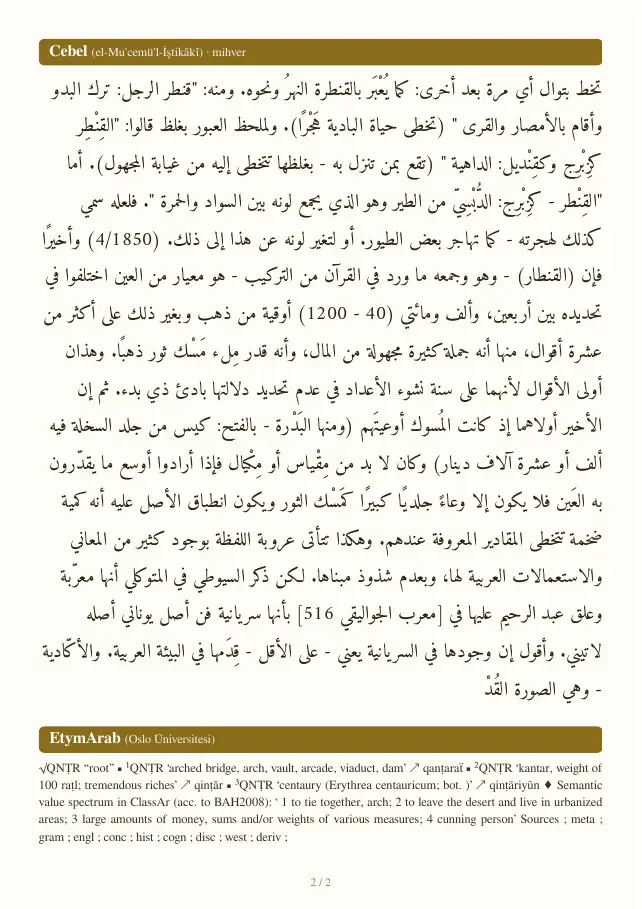 Cebel (el-Mu'cemü'l-İştikâkî) · mihver
تخط بتوال أي مرة بعد أخرى: كما يُعْبَر بالقنطرة النهرُ ونحوه. ومنه: "قنطر الرجل: ترك البدو
وأقام بالأمصار والقرى " (تخطى حياة البادية هَجْرًا). ولملحظ العبور بغلظ قالوا: "القِنْطِر
كزِبْرِج وكقِنْديل: الداهية " (تقع بمن تنزل به - بغلظها تتخطى إليه من غيابة المجهول). أما
"القِنْطر - كزِبْرِج: الدُّبْسِيّ من الطير وهو الذي يجمع لونه بين السواد والحمرة ". فلعله سمي
كذلك لهجرته - كما تهاجر بعض الطيور. أو لتغير لونه عن هذا إلى ذلك. (4/1850) وأخيرًا
فإن (القنطار) - وهو وجمعه ما ورد في القرآن من التركيب - هو معيار من العين اختلفوا في
تحديده بين أربعين، وألف ومائتي (40 - 1200) أوقية من ذهب وبغير ذلك على أكثر من
عشرة أقوال، منها أنه جملة كثيرة مجهولة من المال، وأنه قدر مِلء مَسْك ثور ذهبًا. وهذان
أولى الأقوال لأنهما على سنة نشوء الأعداد في عدم تحديد دلالتها بادئ ذي بدء. ثم إن
الأخير أولاهما إذ كانت المُسوك أوعيتَهم (ومنها البَدْرة - بالفتح: كيس من جلد السخلة فيه
ألف أو عشرة آلاف دينار) وكان لا بد من مِقْياس أو مِكْيال فإذا أرادوا أوسع ما يقدّرون
به العَين فلا يكون إلا وعاءً جلديًا كبيرًا كمَسْك الثور ويكون انطباق الأصل عليه أنه كمية
ضخمة تتخطى المقادير المعروفة عندهم. وهكذا تتأتى عروبة اللفظة بوجود كثير من المعاني
والاستعمالات العربية لها، وبعدم شذوذ مبناها. لكن ذكر السيوطي في المتوكلي أنها معرّبة
وعلق عبد الرحيم عليها في [معرب الجواليقي 516] بأنها سريانية فن أصل يوناني أصله
لاتيني. وأقول إن وجودها في السريانية يعني - على الأقل - قِدَمها في البيئة العربية. والأكّادية
- وهي الصورة القُدْ
EtymArab (Oslo Üniversitesi)
√QNṬR “root” ▪ ¹QNṬR ‘arched bridge, arch, vault, arcade, viaduct, dam’ ↗ qanṭaraẗ ▪ ²QNṬR ‘kantar, weight of
100 raṭl; tremendous riches’ ↗ qinṭār ▪ ³QNṬR ‘centaury (Erythrea centauricum; bot. )’ ↗ qinṭāriyūn ♦ Semantic
value spectrum in ClassAr (acc. to BAH2008): ‘ 1 to tie together, arch; 2 to leave the desert and live in urbanized
areas; 3 large amounts of money, sums and/or weights of various measures; 4 cunning person’ Sources ; meta ;
gram ; engl ; conc ; hist ; cogn ; disc ; west ; deriv ;
2 / 2